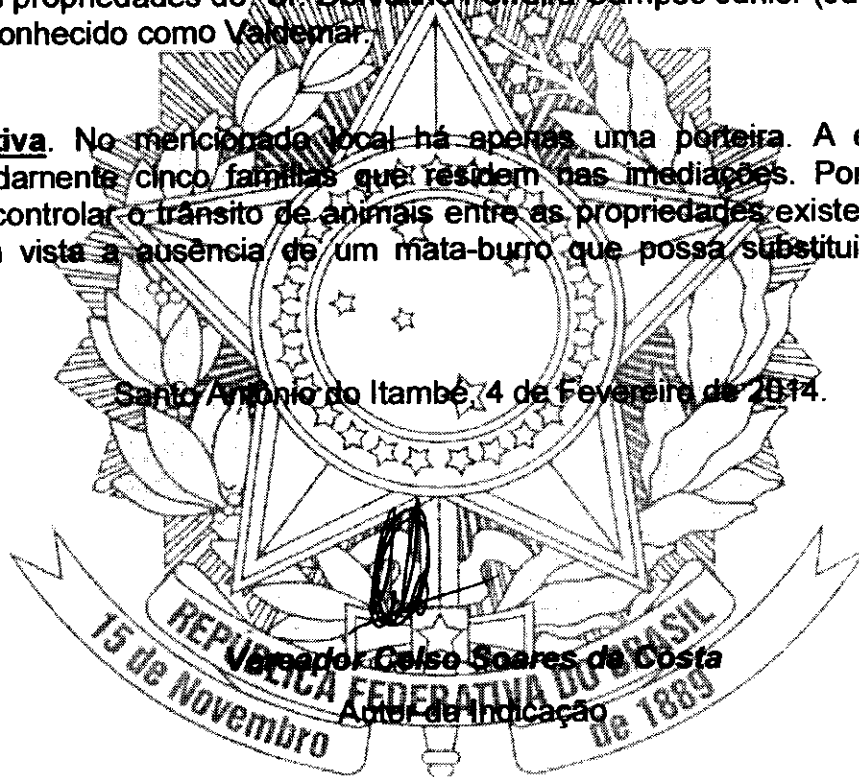 propriedades do Sr.
onhecido como Valdemar.
tiva. No mencionado local há apenas uma porteira. A e
damente cinco famílias que residem nas imediações. Por
controlar o trânsito de animais entre as propriedades existe
vista a ausência de um mata-burro que possa substitui
Santo Antônio do Itambé, 4 de Fevereiro de 2014.
Vereador Celso Soares da Costa
Autor da Indicação
REPÚBLICA FEDERATIVA DO BRASIL
15 de Novembro de 1889